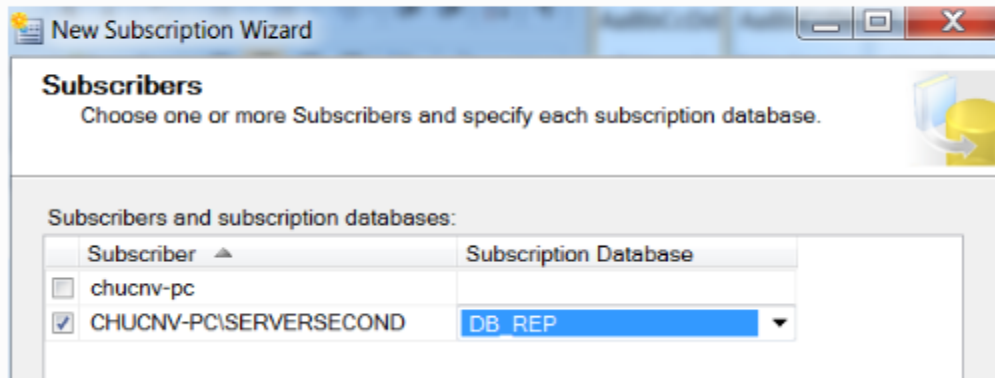 New Subscription Wizard
Subscribers
Choose one or more Subscribers and specify each subscription database.
Subscribers and subscription databases:
Subscriber Subscription Database
chucnv-pc
CHUCNV-PC\SERVERSECOND DB_REP